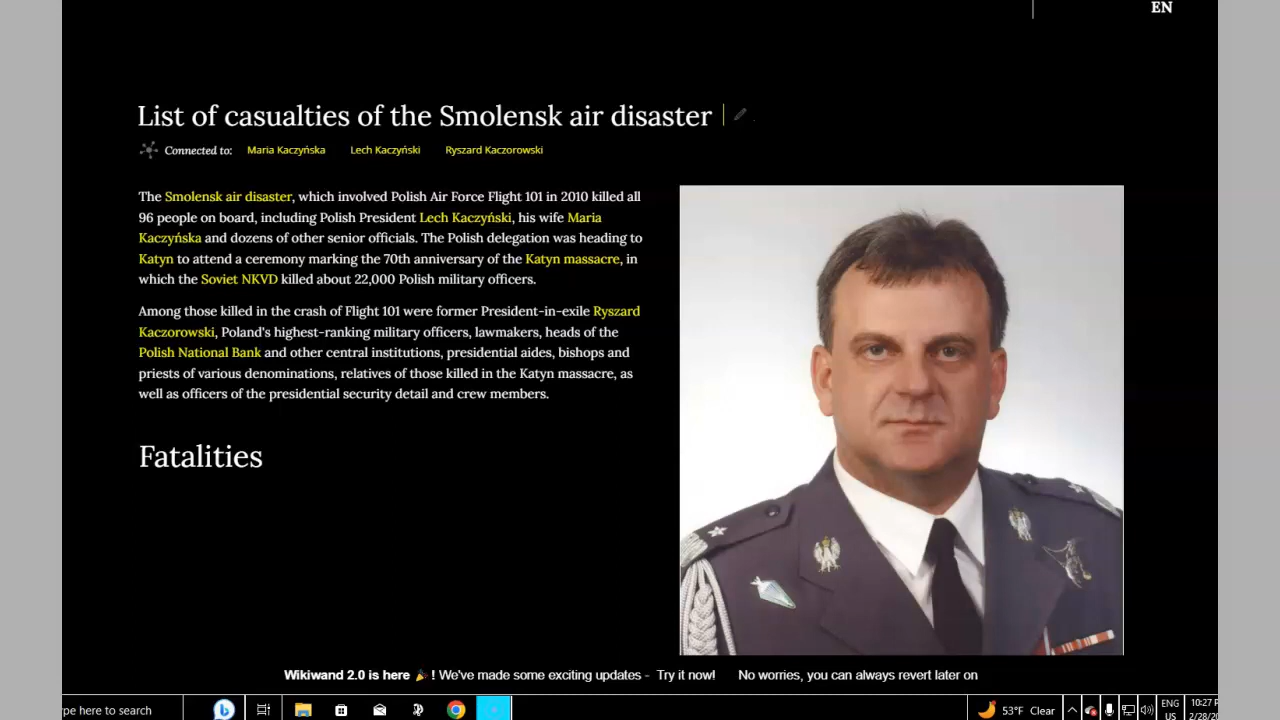 EN
List of casualties of the Smolensk air disaster
Connected to: Maria Kaczyńska Lech Kaczyński Ryszard Kaczorowski
The Smolensk air disaster, which involved Polish Air Force Flight 101 in 2010 killed all
96 people on board, including Polish President Lech Kaczyński, his wife Maria
Kaczyńska and dozens of other senior officials. The Polish delegation was heading to
Katyn to attend a ceremony marking the 70th anniversary of the Katyn massacre, in
which the Soviet NKVD killed about 22,000 Polish military officers.
Among those killed in the crash of Flight 101 were former President-in-exile Ryszard
Kaczorowski, Poland's highest-ranking military officers, lawmakers, heads of the
Polish National Bank and other central institutions, presidential aides, bishops and
priests of various denominations, relatives of those killed in the Katyn massacre, as
well as officers of the presidential security detail and crew members.
Fatalities
Wikiwand 2.0 is here 🎉 ! We've made some exciting updates - Try it now! No worries, you can always revert later on
pe here to search
53°F Clear
ENG
US
10:27 P
2/28/20